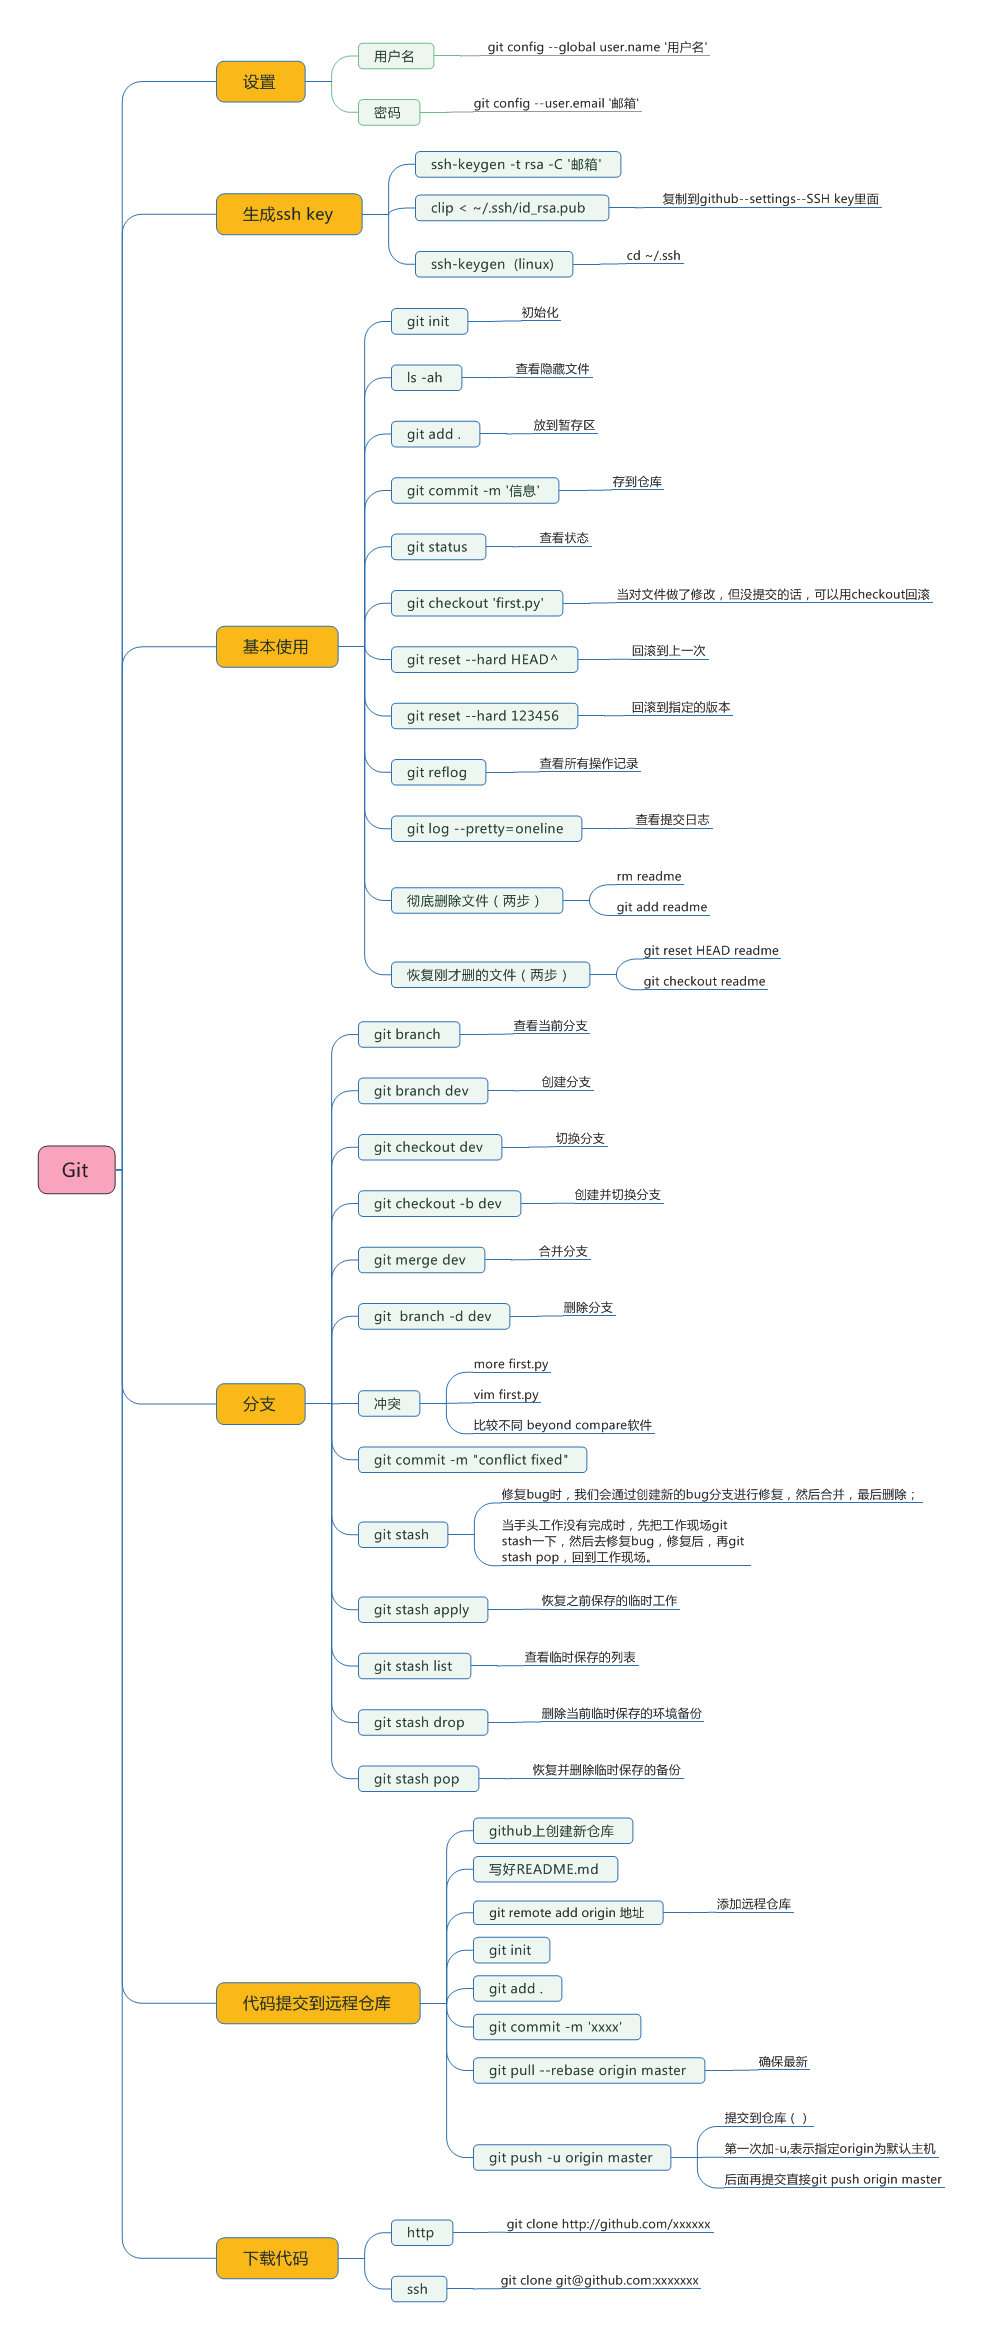 Git
设置
用户名
git config --global user.name '用户名'
密码
git config --user.email '邮箱'
生成ssh key
ssh-keygen -t rsa -C '邮箱'
clip < ~/.ssh/id_rsa.pub
复制到github--settings--SSH key里面
ssh-keygen (linux)
cd ~/.ssh
基本使用
git init
初始化
ls -ah
查看隐藏文件
git add .
放到暂存区
git commit -m '信息'
存到仓库
git status
查看状态
git checkout 'first.py'
当对文件做了修改，但没提交的话，可以用checkout回滚
git reset --hard HEAD^
回滚到上一次
git reset --hard 123456
回滚到指定的版本
git reflog
查看所有操作记录
git log --pretty=oneline
查看提交日志
彻底删除文件（两步）
rm readme
git add readme
恢复刚才删的文件（两步）
git reset HEAD readme
git checkout readme
分支
git branch
查看当前分支
git branch dev
创建分支
git checkout dev
切换分支
git checkout -b dev
创建并切换分支
git merge dev
合并分支
git  branch -d dev
删除分支
冲突
more first.py
vim first.py
比较不同 beyond compare软件
git commit -m "conflict fixed"
git stash
修复bug时，我们会通过创建新的bug分支进行修复，然后合并，最后删除；
当手头工作没有完成时，先把工作现场git
stash一下，然后去修复bug，修复后，再git
stash pop，回到工作现场。
git stash apply
恢复之前保存的临时工作
git stash list
查看临时保存的列表
git stash drop
删除当前临时保存的环境备份
git stash pop
恢复并删除临时保存的备份
代码提交到远程仓库
github上创建新仓库
写好README.md
git remote add origin 地址
添加远程仓库
git init
git add .
git commit -m 'xxxx'
git pull --rebase origin master
确保最新
git push -u origin master
提交到仓库（ ）
第一次加-u,表示指定origin为默认主机
后面再提交直接git push origin master
下载代码
http
git clone http://github.com/xxxxxx
ssh
git clone git@github.com:xxxxxxx